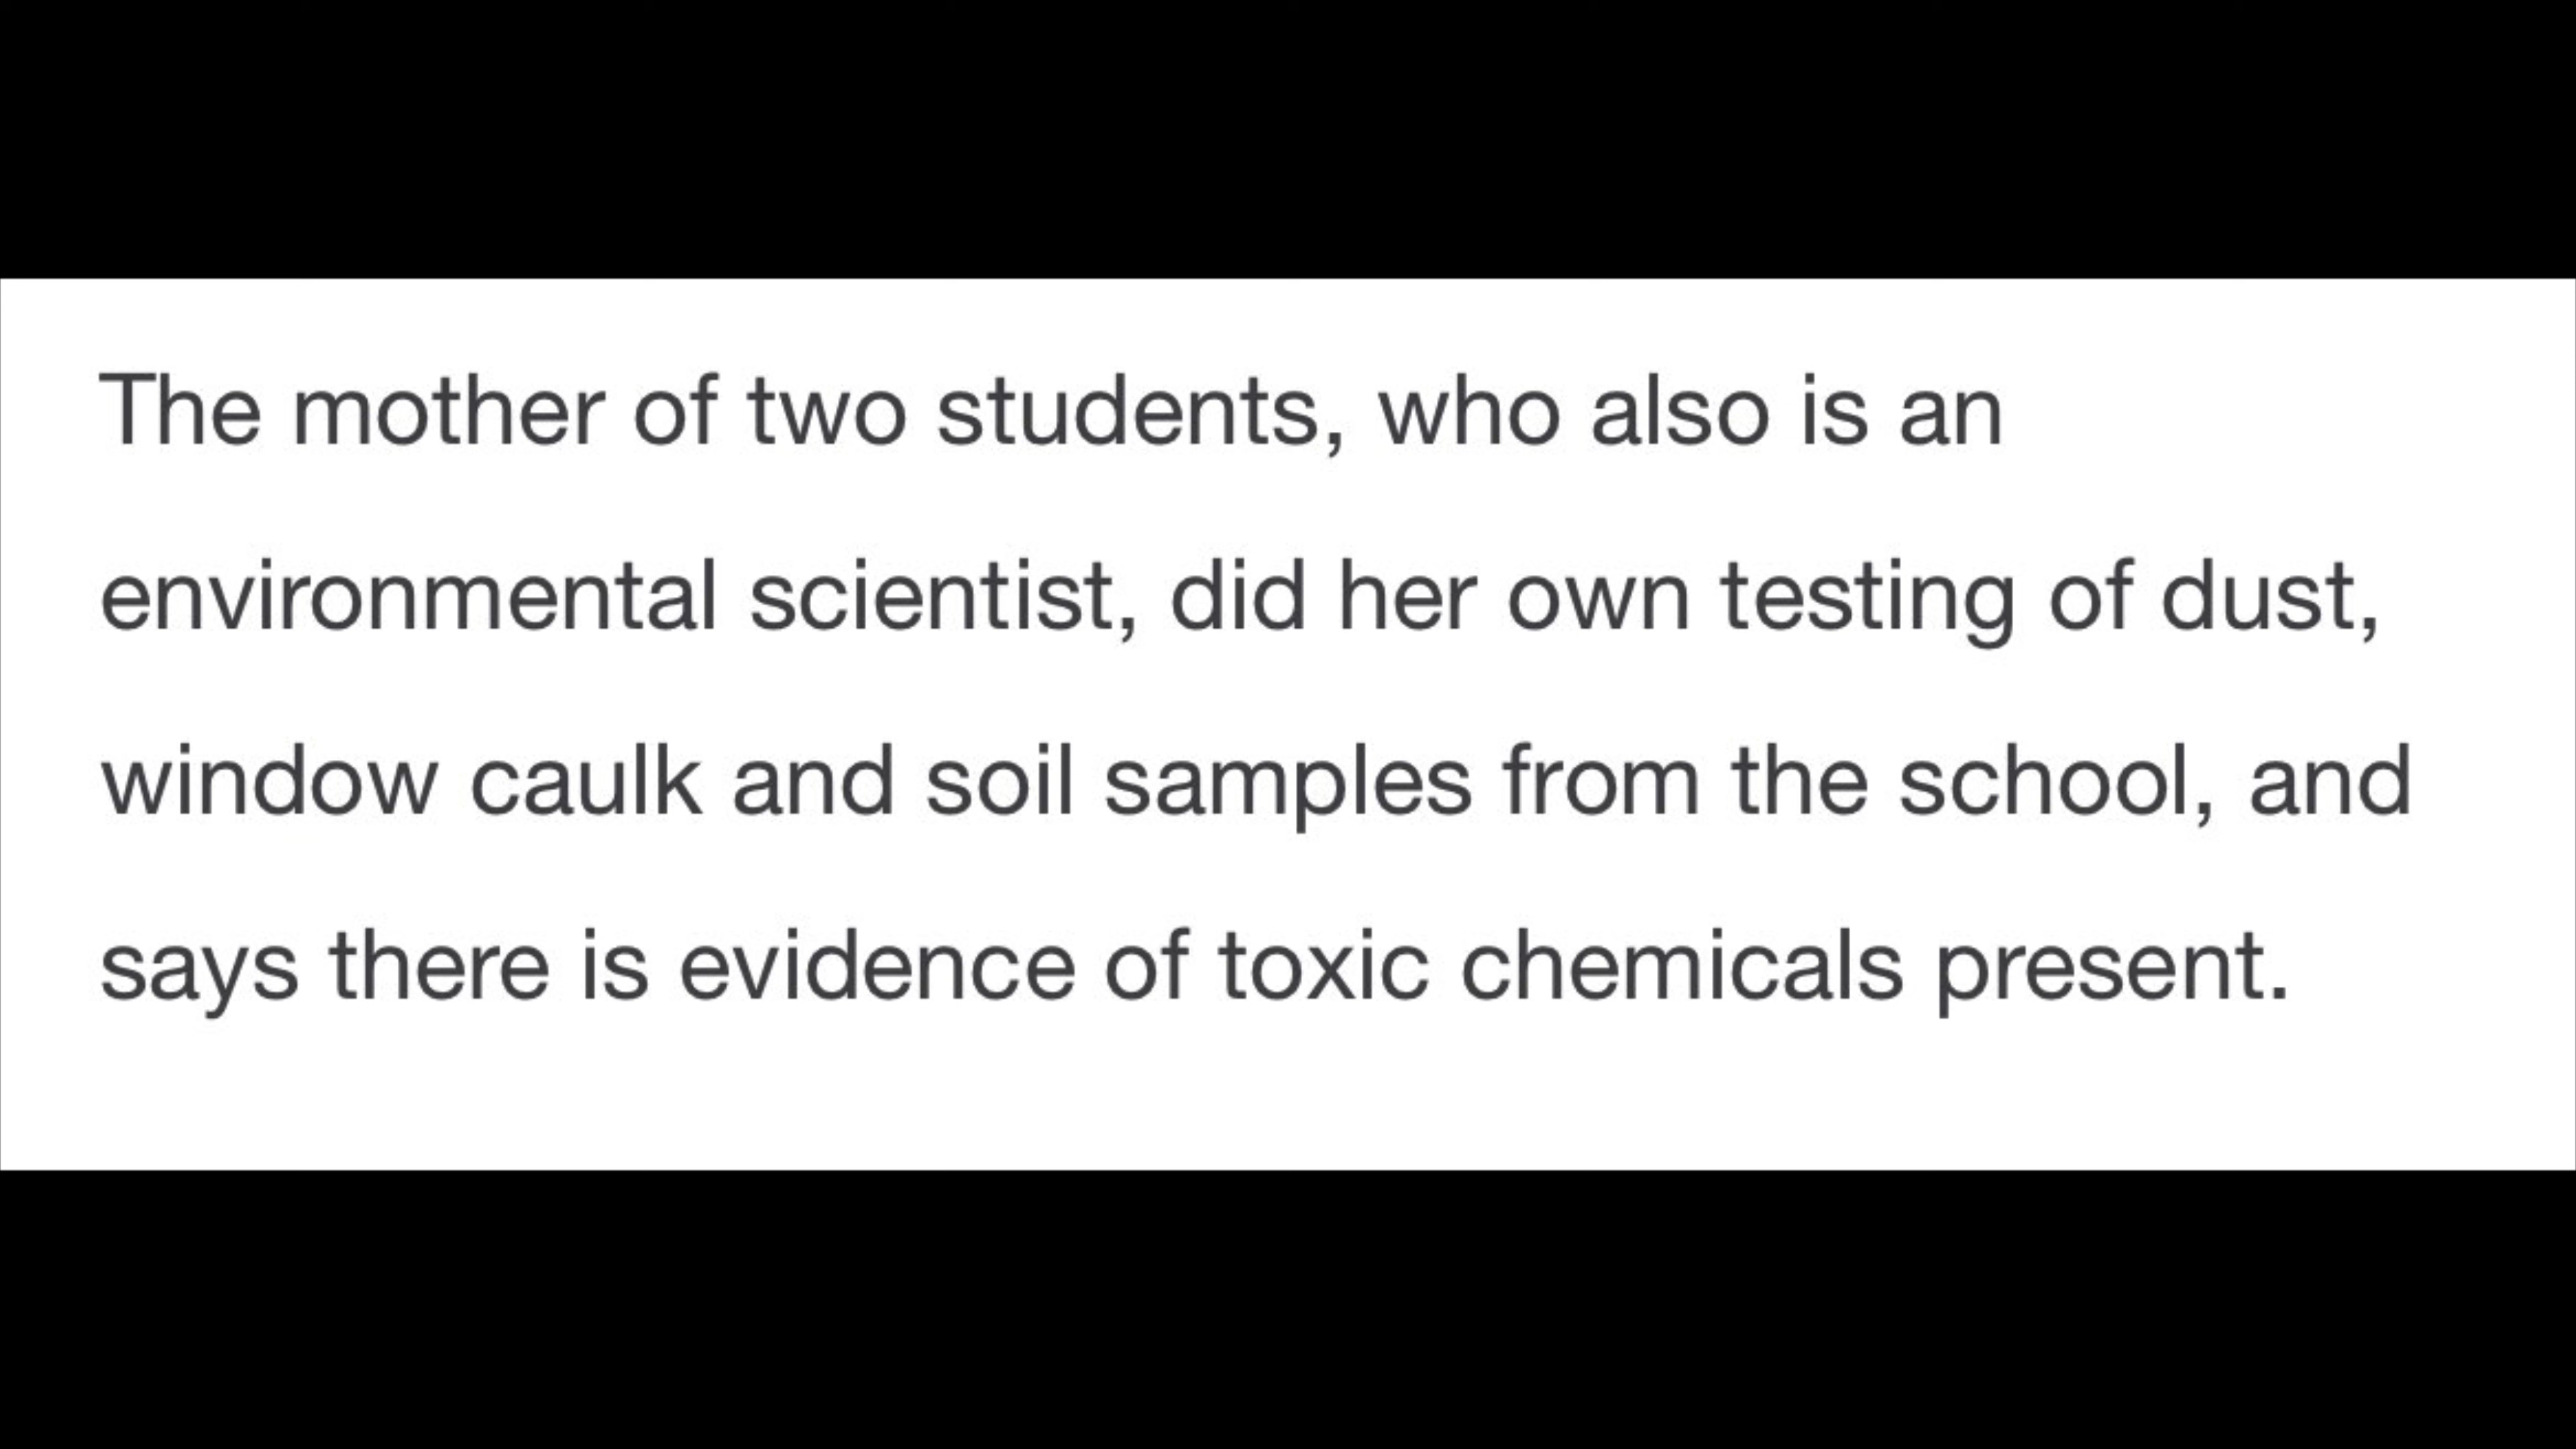 The mother of two students, who also is an
environmental scientist, did her own testing of dust,
window caulk and soil samples from the school, and
says there is evidence of toxic chemicals present.